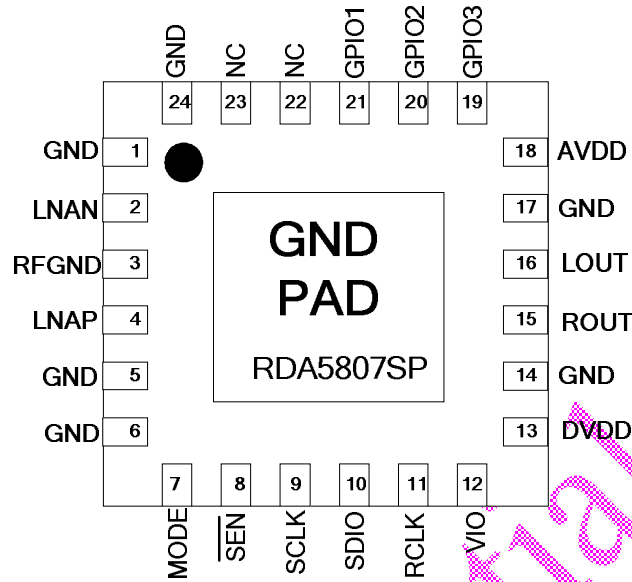 GND NC NC GPIO1 GPIO2 GPIO3
24 23 22 21 20 19
GND 1
18 AVDD
LNAN 2
17 GND
RFGND 3
16 LOUT
LNAP 4
15 ROUT
GND 5
14 GND
GND 6
13 DVDD
GND
PAD
RDA5807SP
7 8 9 10 11 12
MODE SEN SCLK SDIO RCLK VIO